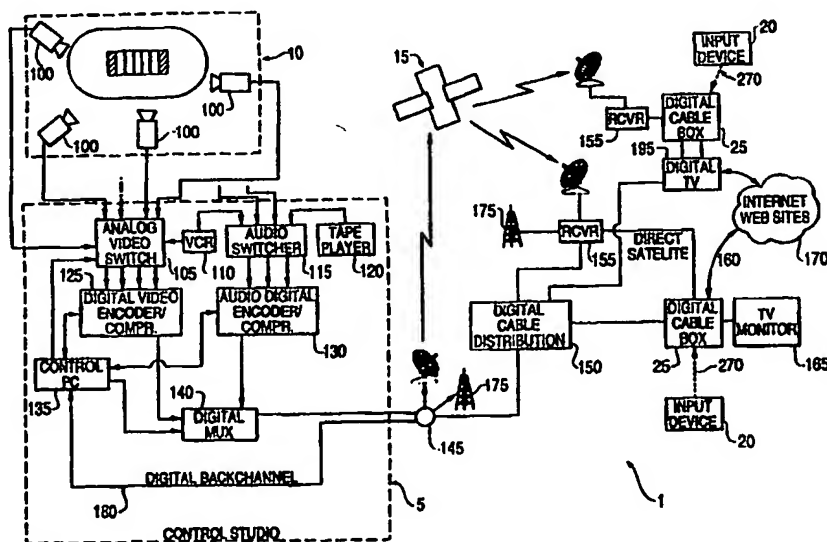 20
INPUT
DEVICE
270
15
10
100
100
100
100
RCVR
155
DIGITAL
CABLE
BOX
25
195
DIGITAL
TV
INTERNET
WEB SITES
170
160
175
RCVR
155
DIRECT
SATELITE
ANALOG
VIDEO
SWITCH
105
VCR
110
AUDIO
SWITCHER
115
TAPE
PLAYER
120
125
DIGITAL VIDEO
ENCODER/
COMPR.
AUDIO DIGITAL
ENCODER/
COMPR.
130
DIGITAL
CABLE
DISTRIBUTION
150
DIGITAL
CABLE
BOX
25
TV
MONITOR
165
270
INPUT
DEVICE
20
CONTROL
PC
135
140
DIGITAL
MUX
175
145
DIGITAL BACKCHANNEL
180
5
1
CONTROL STUDIO